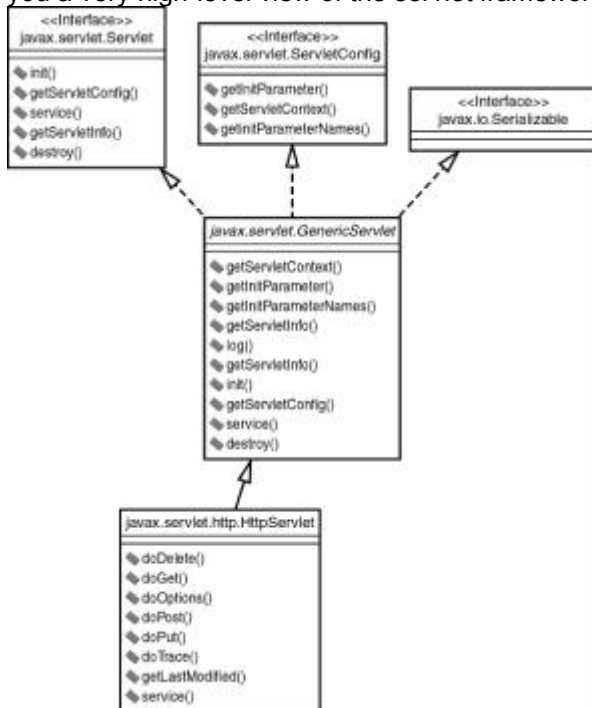 you a very high-level view of the servlet framewor
<<Interface>>
javax.servlet.Servlet
init()
getServletConfig()
service()
getServletInfo()
destroy()
<<Interface>>
javax.servlet.ServletConfig
getInitParameter()
getServletContext()
getInitParameterNames()
<<Interface>>
javax.io.Serializable
javax.servlet.GenericServlet
getServletContext()
getInitParameter()
getInitParameterNames()
getServletInfo()
log()
getServletInfo()
init()
getServletConfig()
service()
destroy()
javax.servlet.http.HttpServlet
doDelete()
doGet()
doOptions()
doPost()
doPut()
doTrace()
getLastModified()
service()